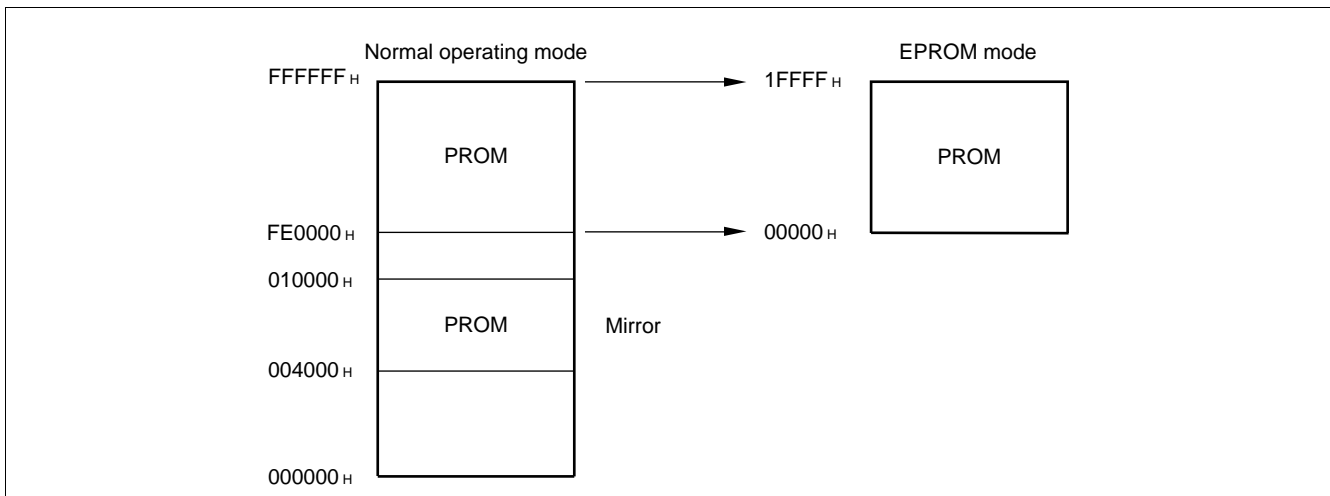 Normal operating mode
EPROM mode
FFFFFF H
1FFFF H
PROM
PROM
FE0000 H
00000 H
010000 H
PROM
Mirror
004000 H
000000 H